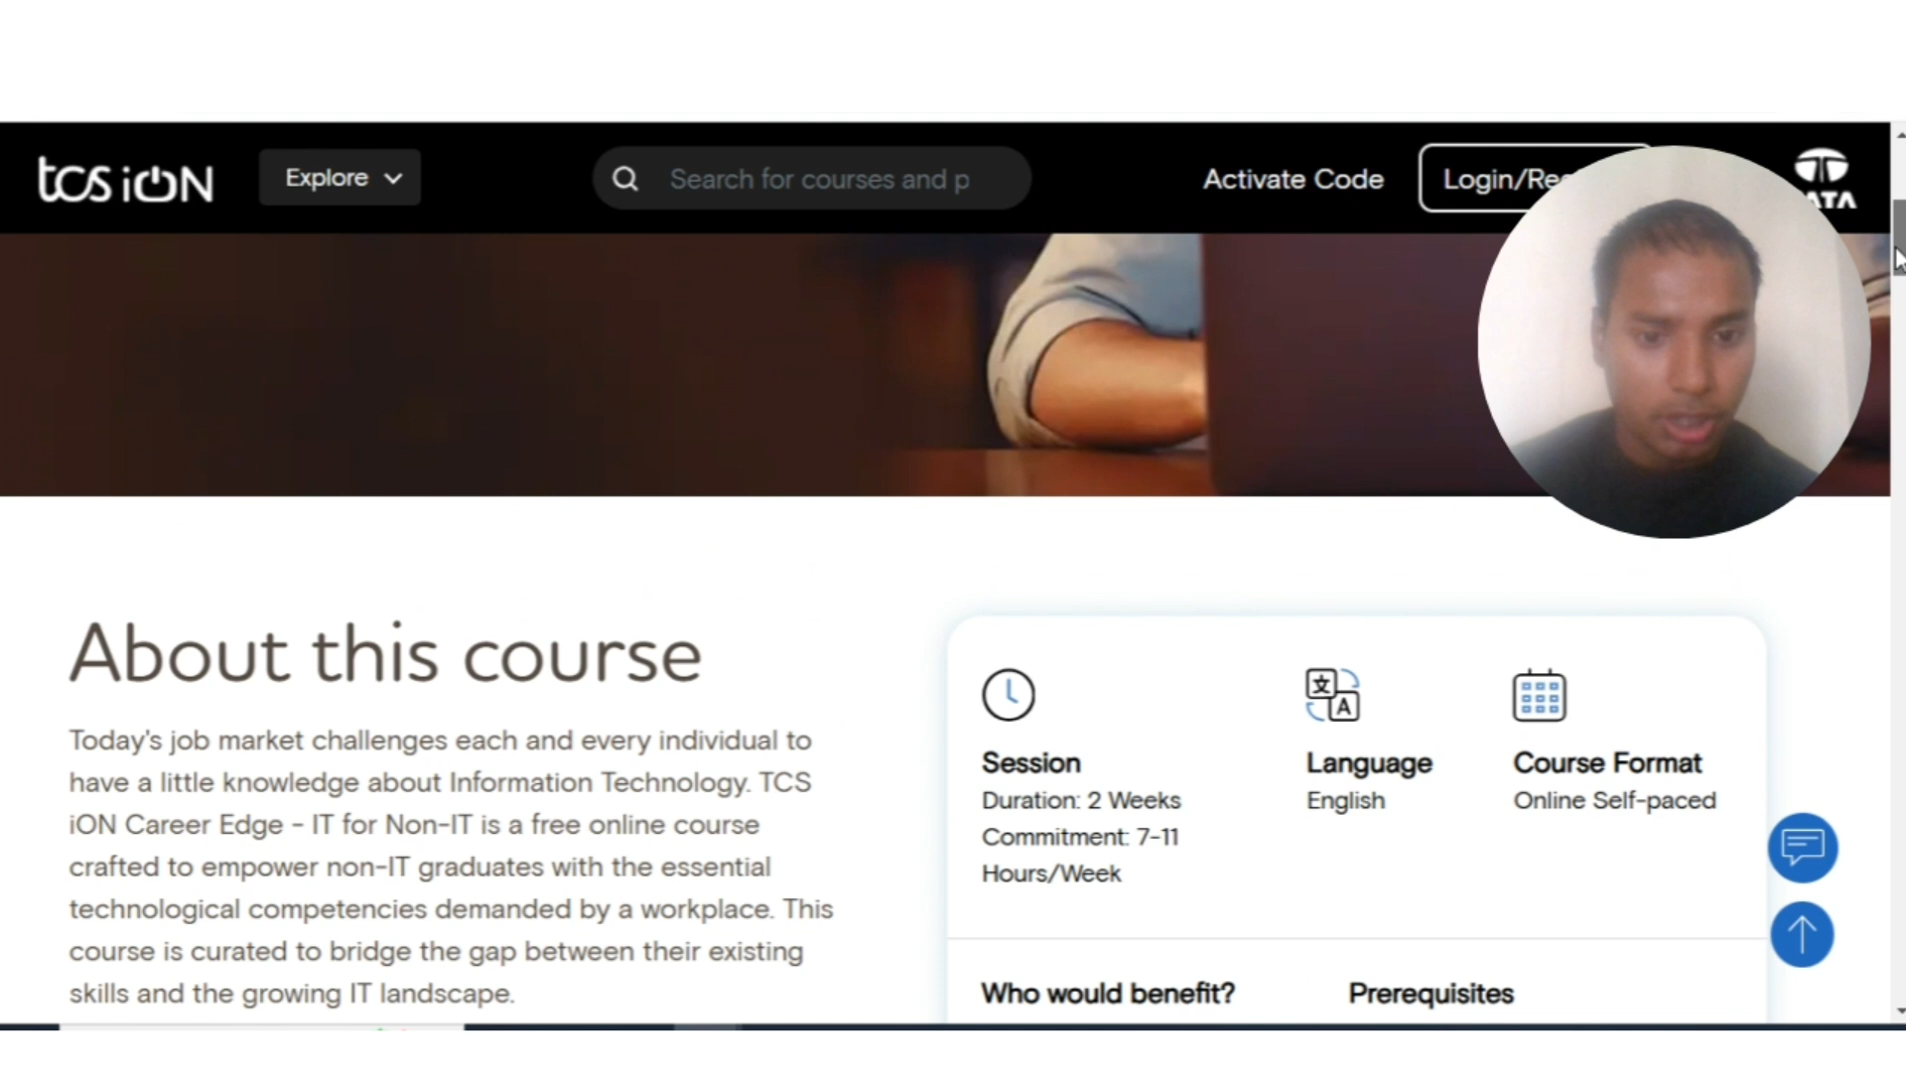 tcs iON
Explore
Search for courses and p
Activate Code
Login/Re
ATA
About this course
Today's job market challenges each and every individual to
have a little knowledge about Information Technology. TCS
iON Career Edge - IT for Non-IT is a free online course
crafted to empower non-IT graduates with the essential
technological competencies demanded by a workplace. This
course is curated to bridge the gap between their existing
skills and the growing IT landscape.
文 A
Session
Duration: 2 Weeks
Commitment: 7-11
Hours/Week
Language
English
Course Format
Online Self-paced
Who would benefit?
Prerequisites